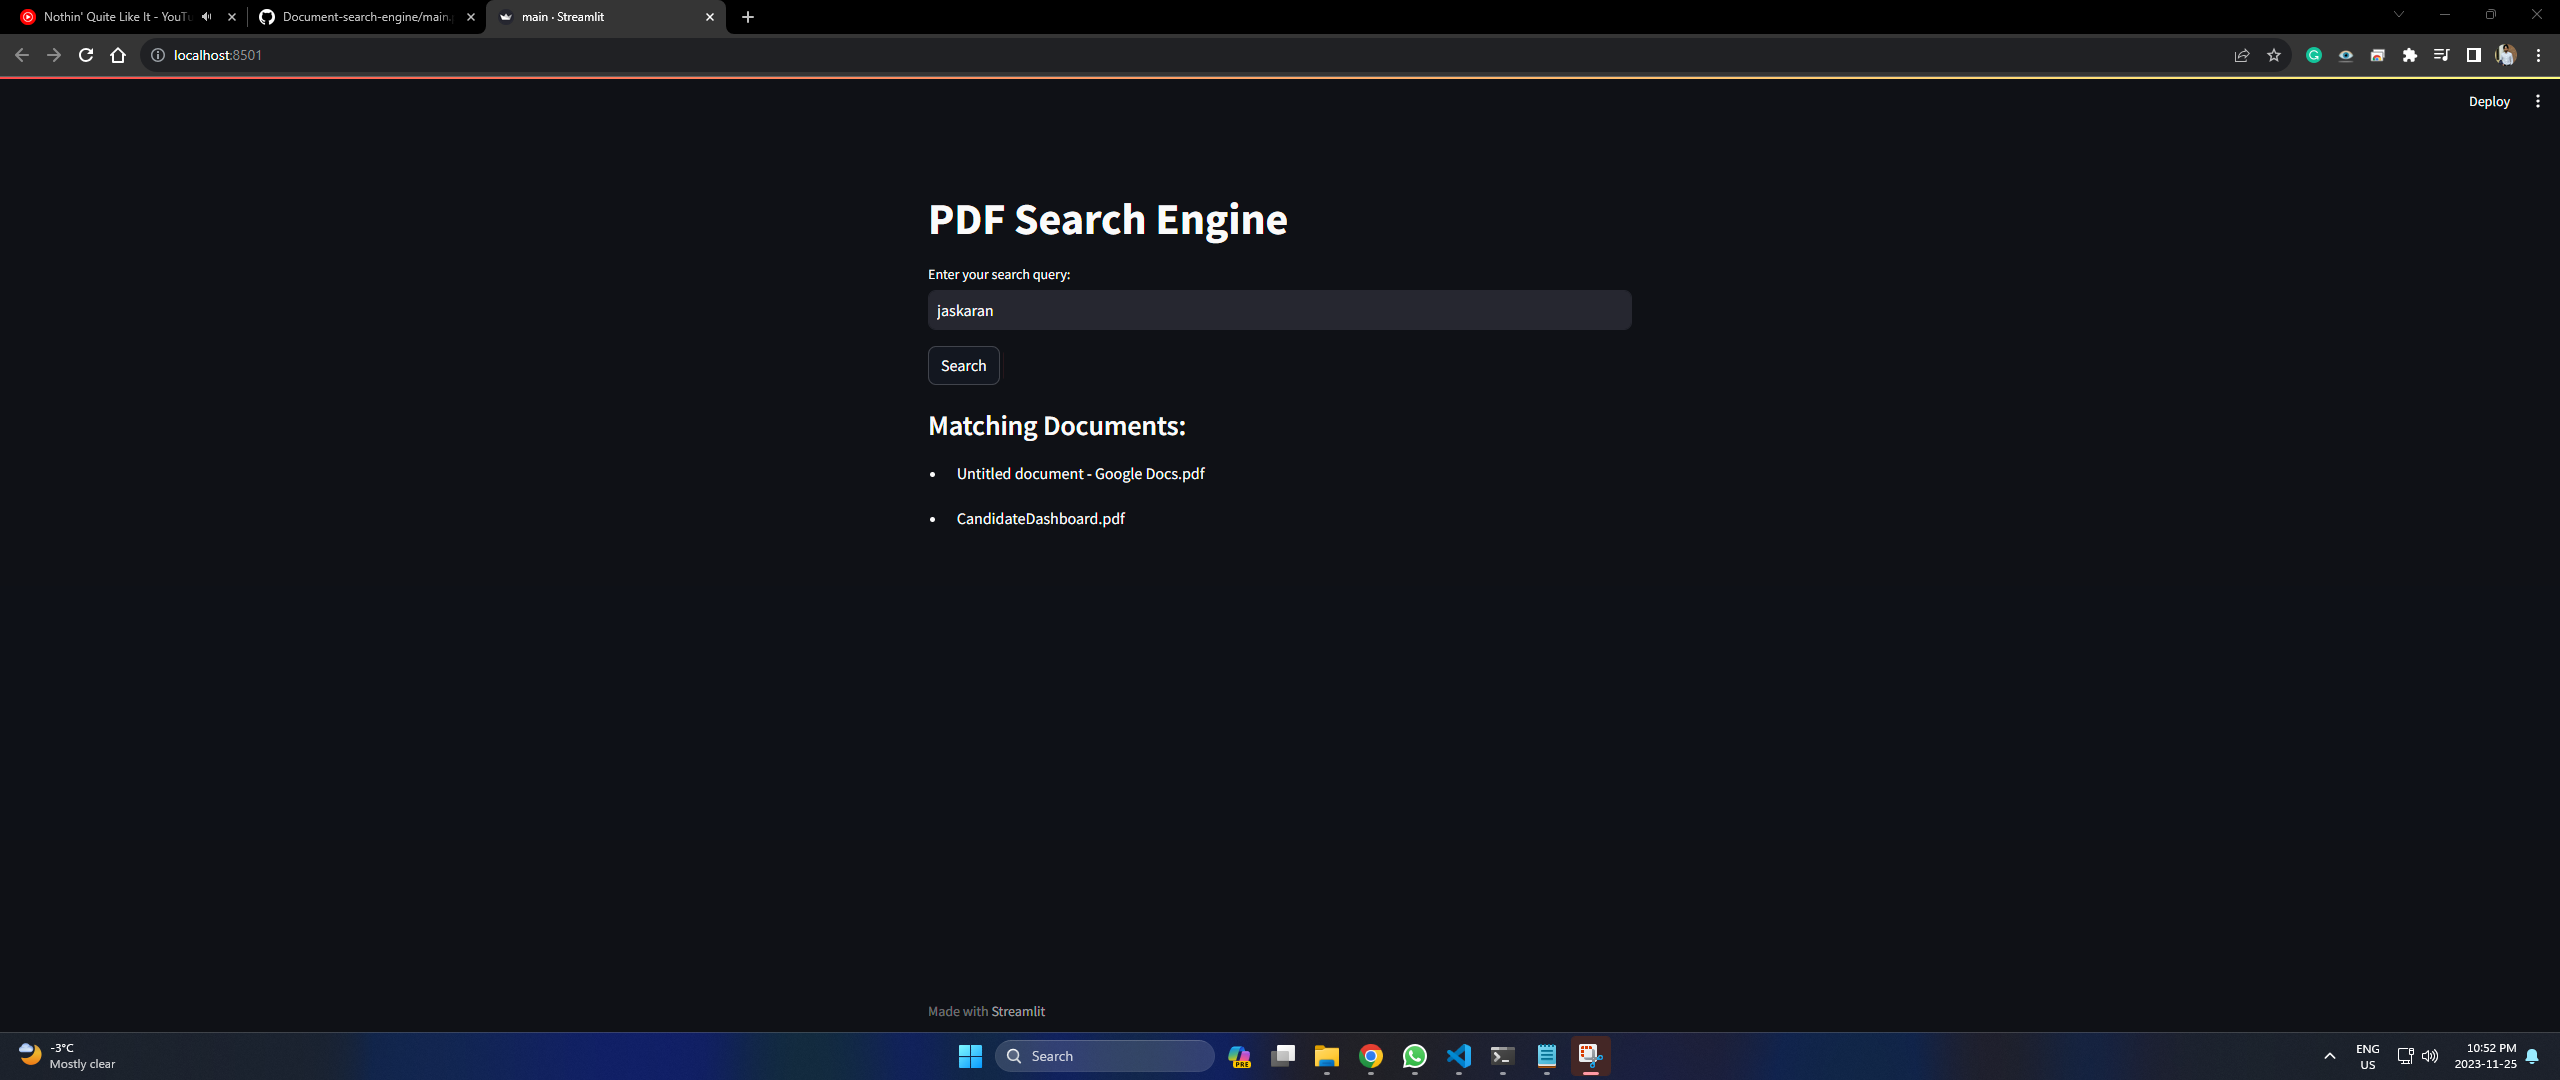 Nothin' Quite Like It - YouTu
Document-search-engine/main.
main · Streamlit
localhost:8501
Deploy
PDF Search Engine
Enter your search query:
jaskaran
Search
Matching Documents:
• Untitled document - Google Docs.pdf
• CandidateDashboard.pdf
Made with Streamlit
-3°C
Mostly clear
Search
PRE
ENG
US
10:52 PM
2023-11-25